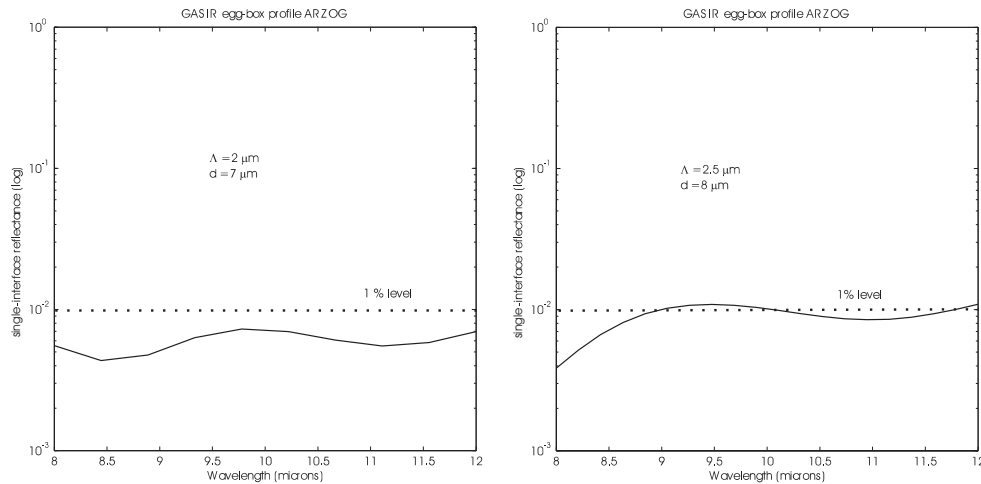 GASIR egg-box profile ARZOG
10^0
10^-1
10^-2
10^-3
single-interface reflectance (log)
Λ = 2 μm
d = 7 μm
1 % level
8 8.5 9 9.5 10 10.5 11 11.5 12
Wavelength (microns)
GASIR egg-box profile ARZOG
10^0
10^-1
10^-2
10^-3
single-interface reflectance (log)
Λ = 2.5 μm
d = 8 μm
1% level
8 8.5 9 9.5 10 10.5 11 11.5 12
Wavelength (microns)